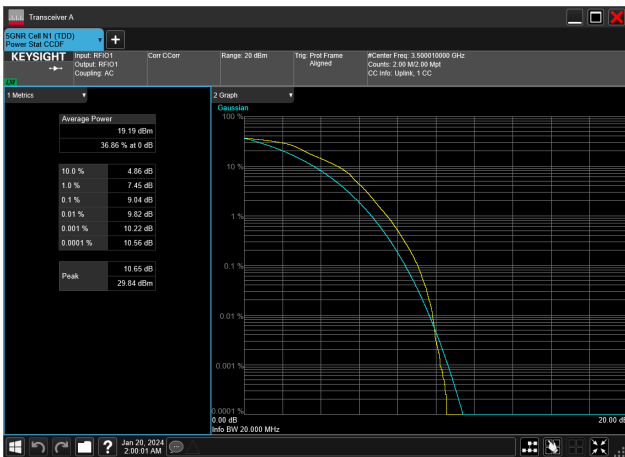 Transceiver A
5GNR Cell N1 (TDD)
Power Stat CCDF
KEYSIGHT
Input: RFIO1
Output: RFIO1
Coupling: AC
Corr CCorr
Range: 20 dBm
Trig: Prot Frame
Aligned
#Center Freq: 3.500010000 GHz
Counts: 2.00 M/2.00 Mpt
CC Info: Uplink, 1 CC
1 Metrics
Average Power
19.19 dBm
36.86 % at 0 dB
10.0 % 4.86 dB
1.0 % 7.45 dB
0.1 % 9.04 dB
0.01 % 9.82 dB
0.001 % 10.22 dB
0.0001 % 10.56 dB
Peak
10.65 dB
29.84 dBm
2 Graph
Gaussian
100 %
10 %
1 %
0.1 %
0.01 %
0.001 %
0.0001 %
0.00 dB
20.00 dB
Info BW 20.000 MHz
Jan 20, 2024
2:00:01 AM